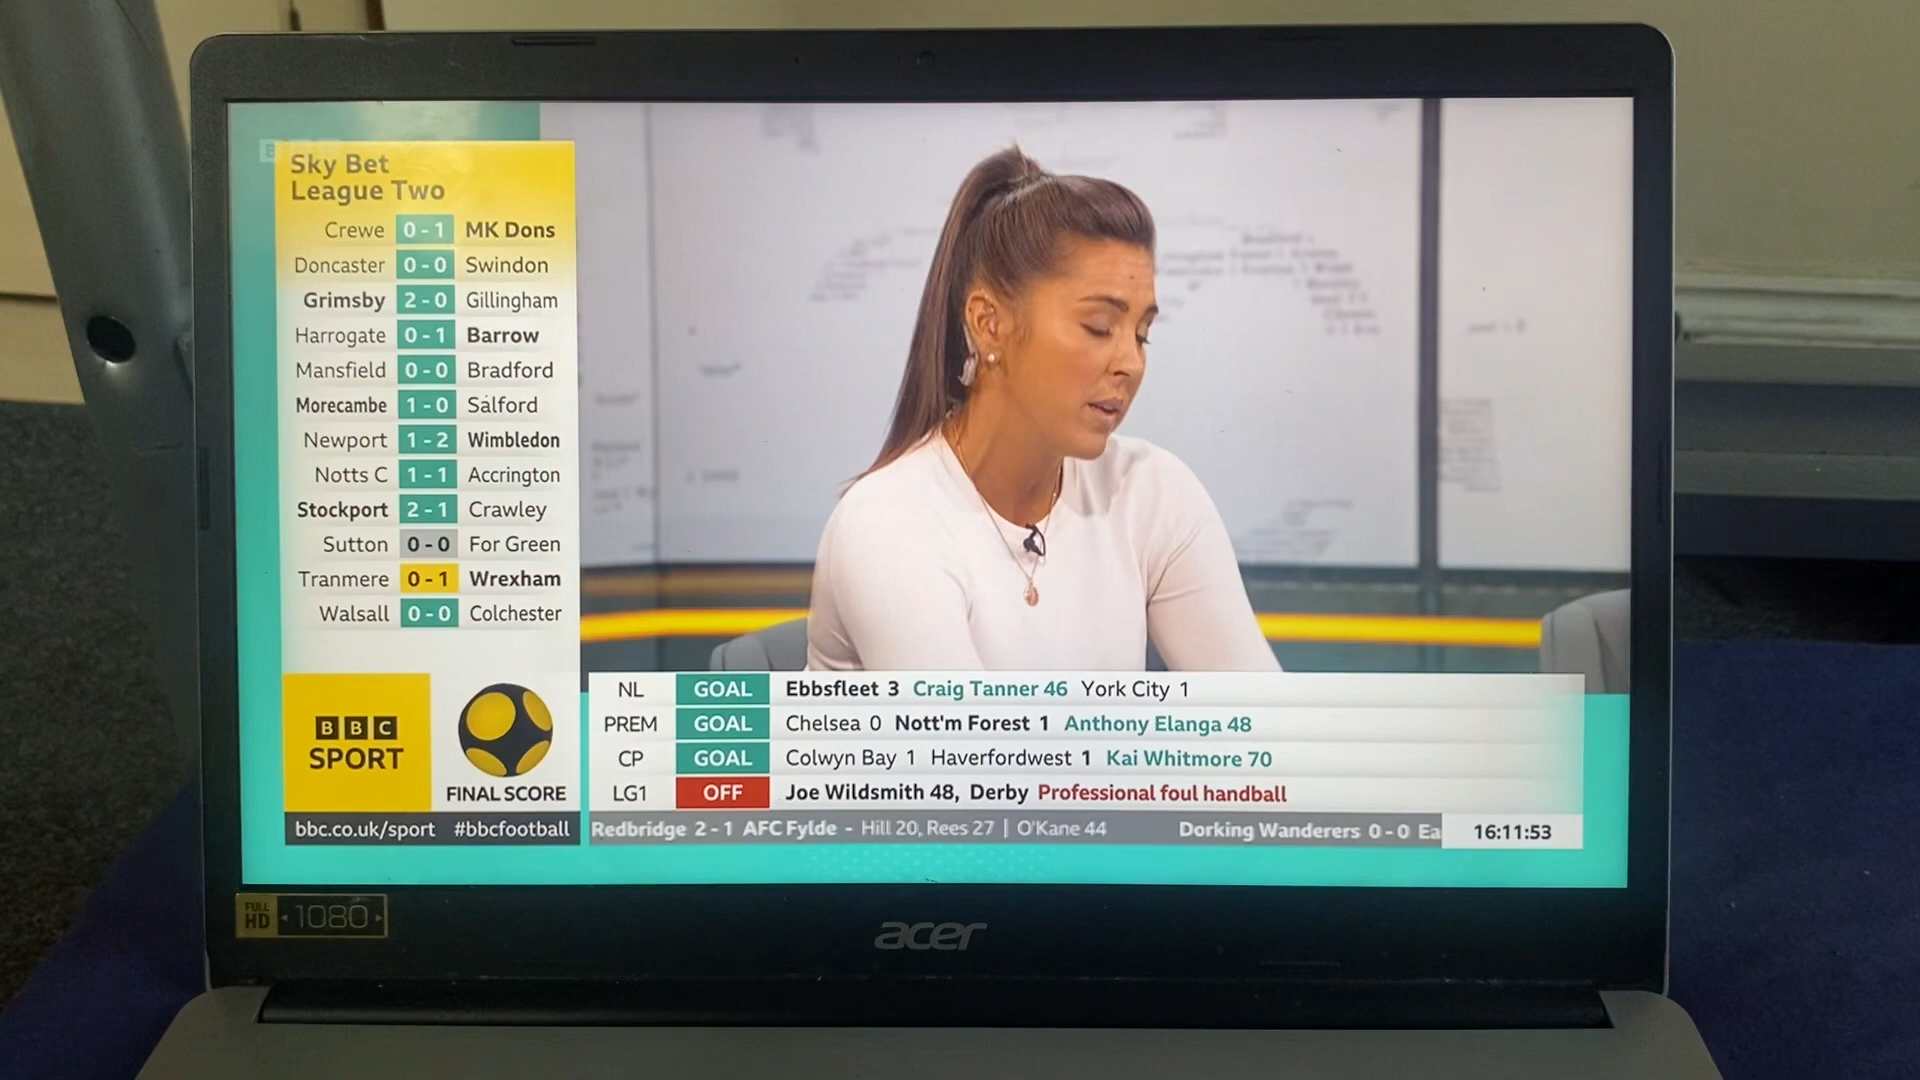 Sky Bet
League Two
Crewe 0 - 1 MK Dons
Doncaster 0 - 0 Swindon
Grimsby 2 - 0 Gillingham
Harrogate 0 - 1 Barrow
Mansfield 0 - 0 Bradford
Morecambe 1 - 0 Salford
Newport 1 - 2 Wimbledon
Notts C 1 - 1 Accrington
Stockport 2 - 1 Crawley
Sutton 0 - 0 For Green
Tranmere 0 - 1 Wrexham
Walsall 0 - 0 Colchester
BBC
SPORT
FINAL SCORE
bbc.co.uk/sport #bbcfootball
NL GOAL Ebbsfleet 3 Craig Tanner 46 York City 1
PREM GOAL Chelsea 0 Nott'm Forest 1 Anthony Elanga 48
CP GOAL Colwyn Bay 1 Haverfordwest 1 Kai Whitmore 70
LG1 OFF Joe Wildsmith 48, Derby Professional foul handball
Redbridge 2 - 1 AFC Fylde - Hill 20, Rees 27 | O'Kane 44 Dorking Wanderers 0 - 0 Ea
16:11:53
FULL HD 1080
acer